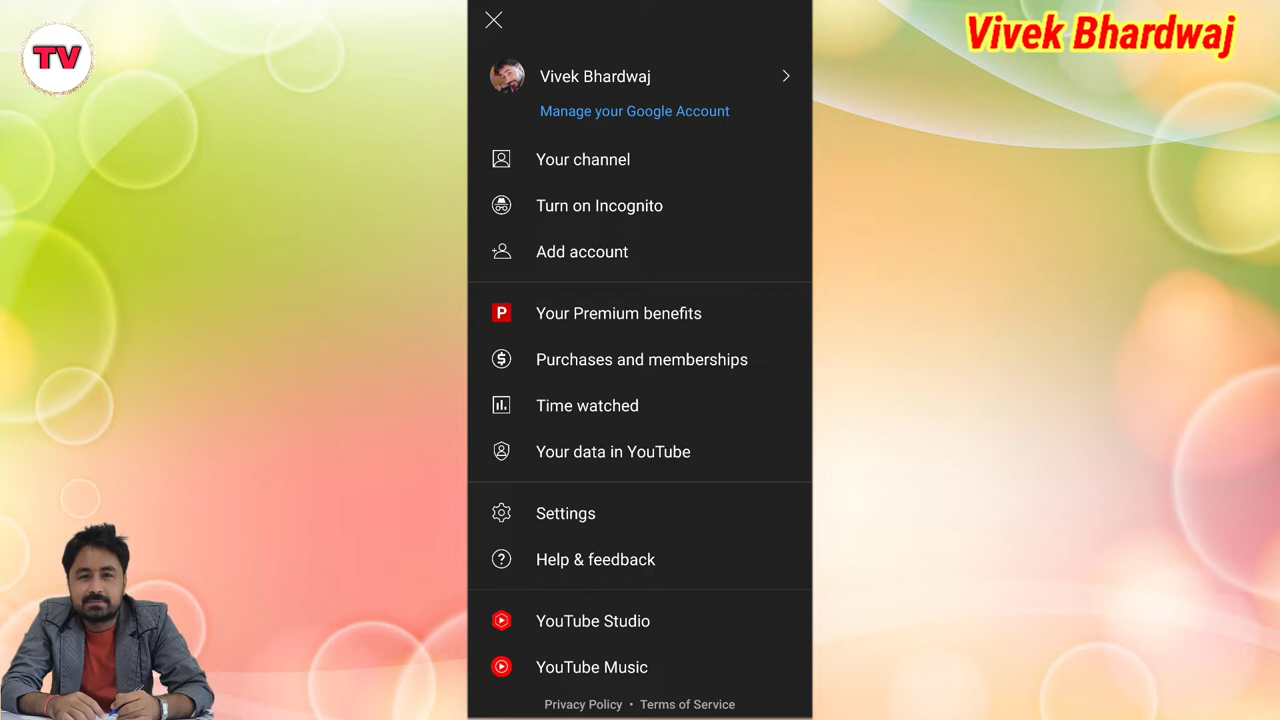 TV
Vivek Bhardwaj
Vivek Bhardwaj
Manage your Google Account
Your channel
Turn on Incognito
Add account
P Your Premium benefits
$ Purchases and memberships
Time watched
Your data in YouTube
Settings
? Help & feedback
YouTube Studio
YouTube Music
Privacy Policy • Terms of Service